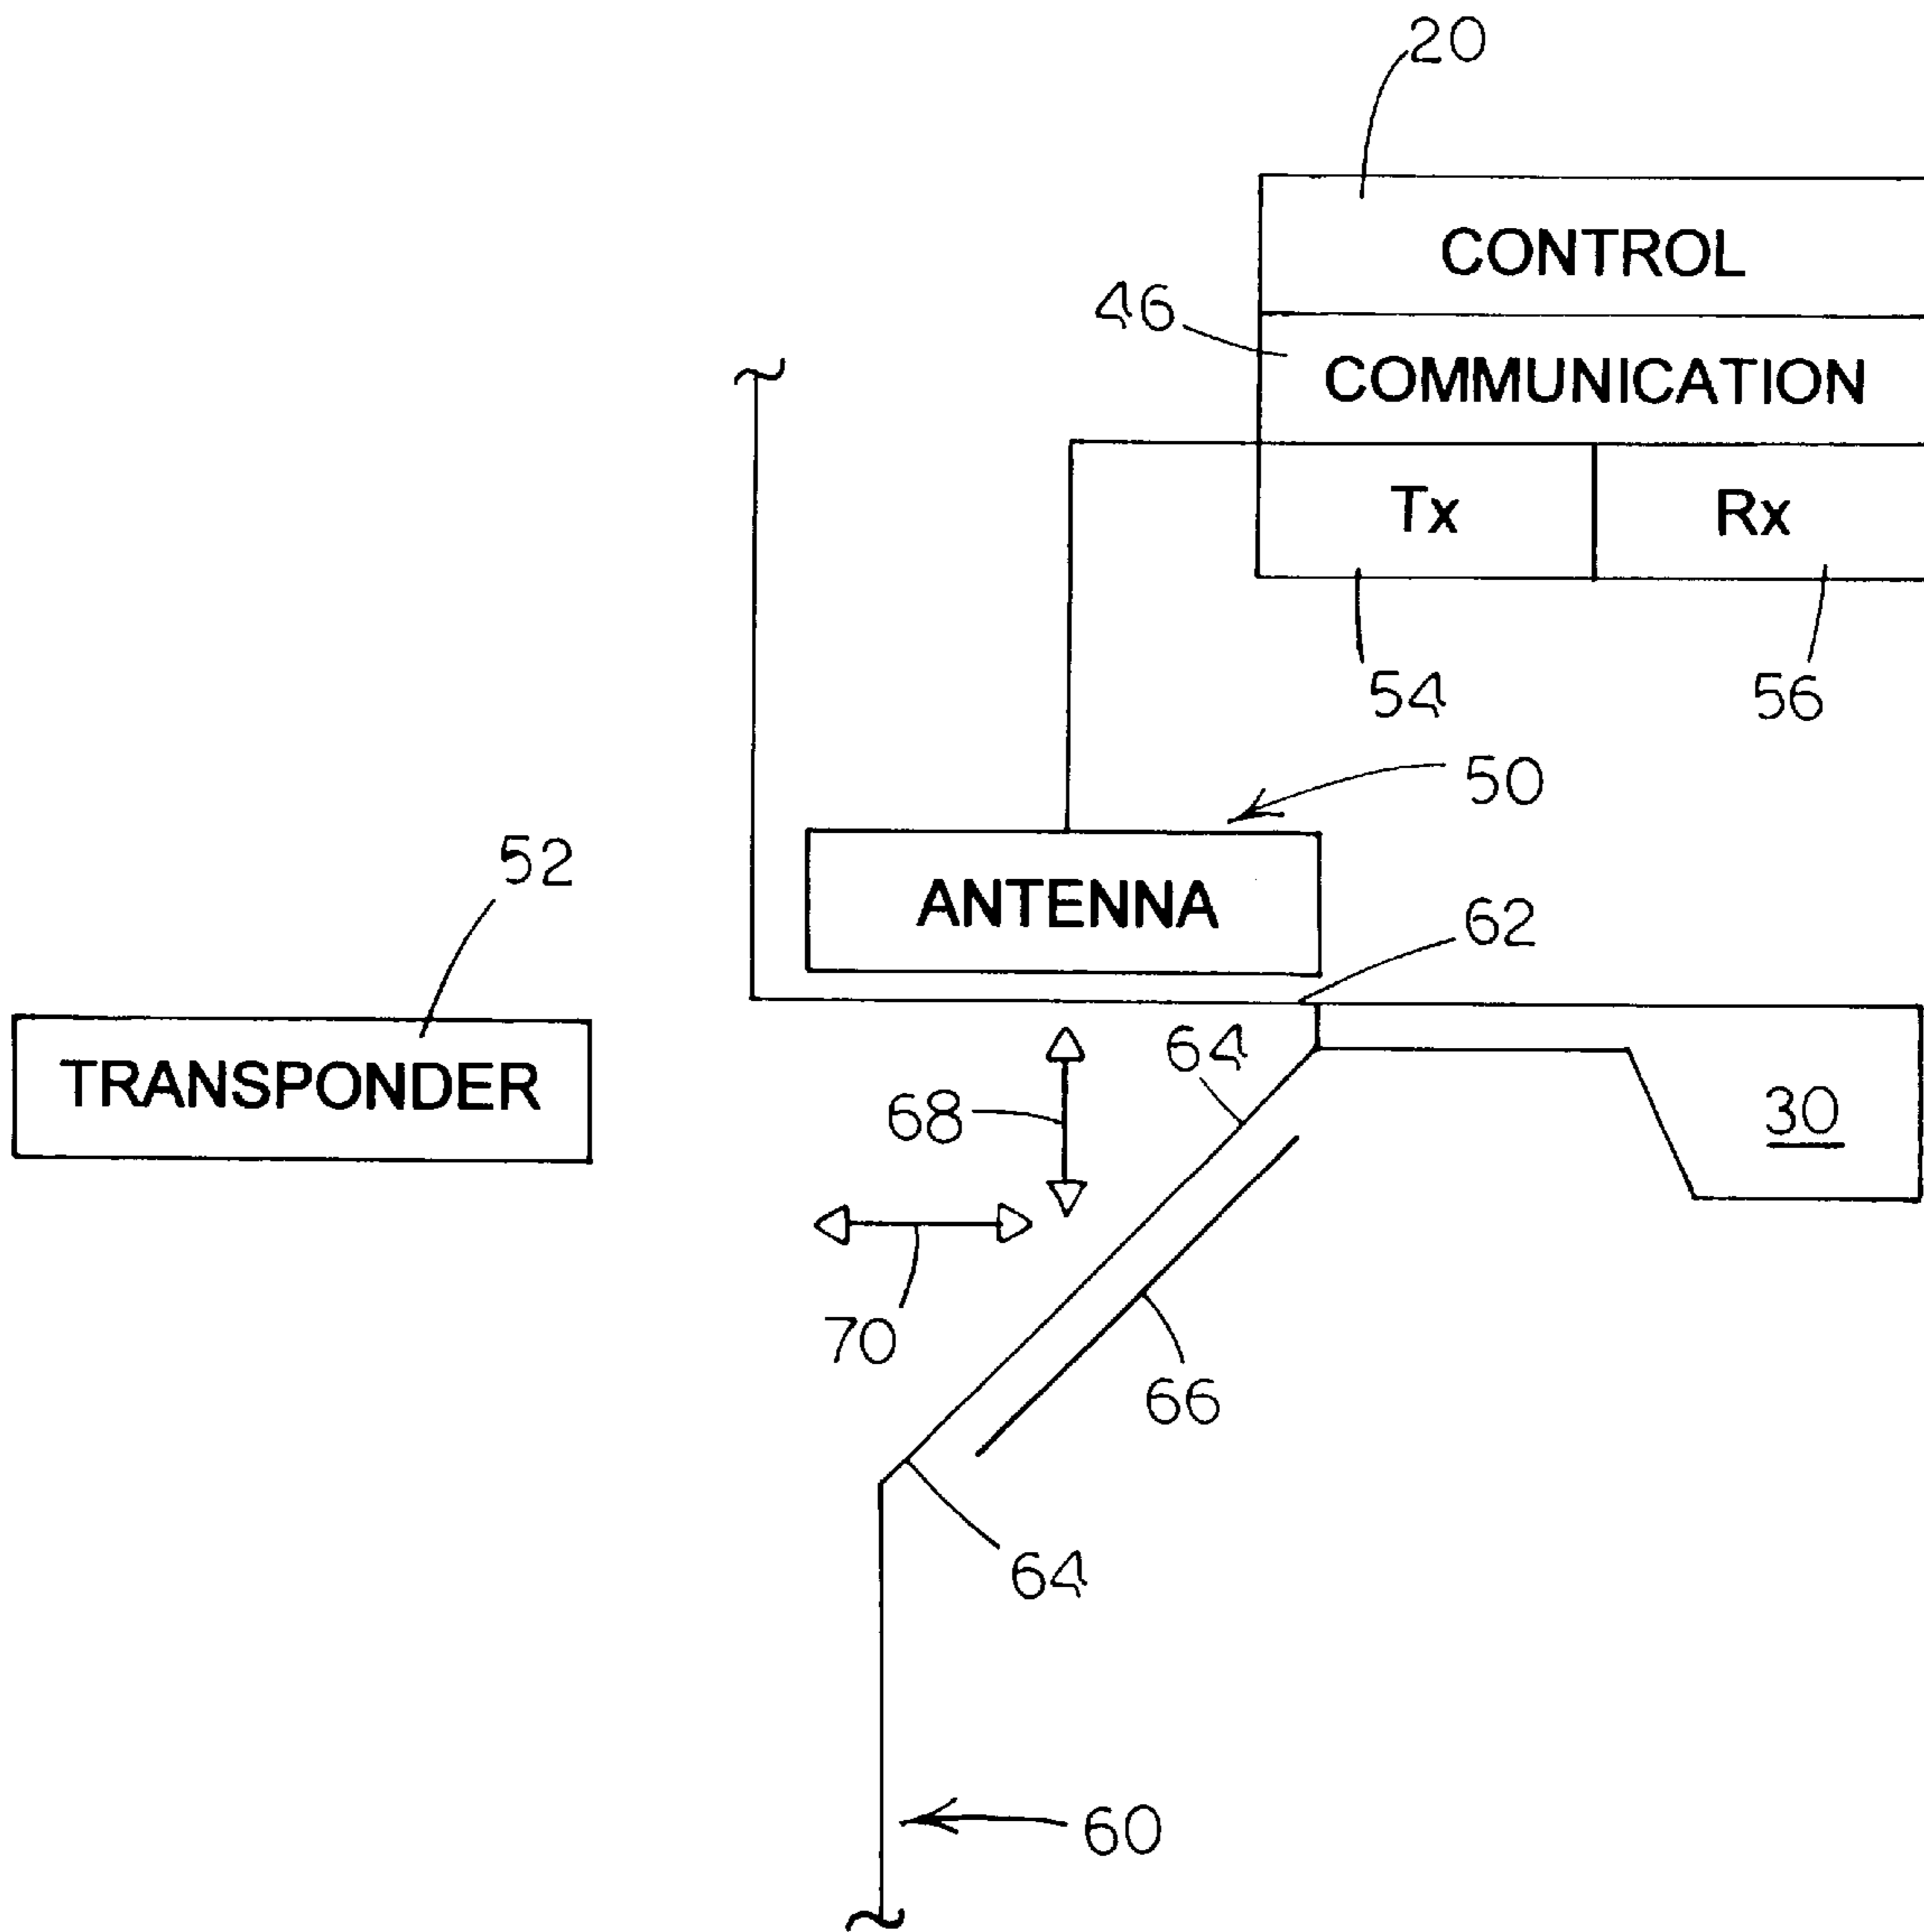 20
CONTROL
46
COMMUNICATION
Tx
Rx
54
56
50
52
ANTENNA
62
TRANSPONDER
64
68
30
70
66
64
60